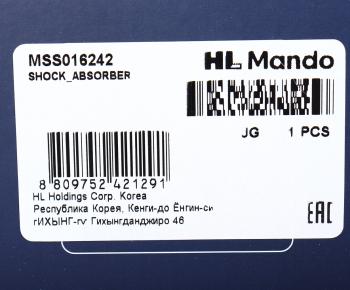 MSS016242
SHOCK_ABSORBER
HL Mando
JG 1 PCS
8 809752 421291
HL Holdings Corp. Korea
Республика Корея, Кенги-до Ёнгин-си
гИХЫНГ-гу Гихынгданджиро 46
EAC